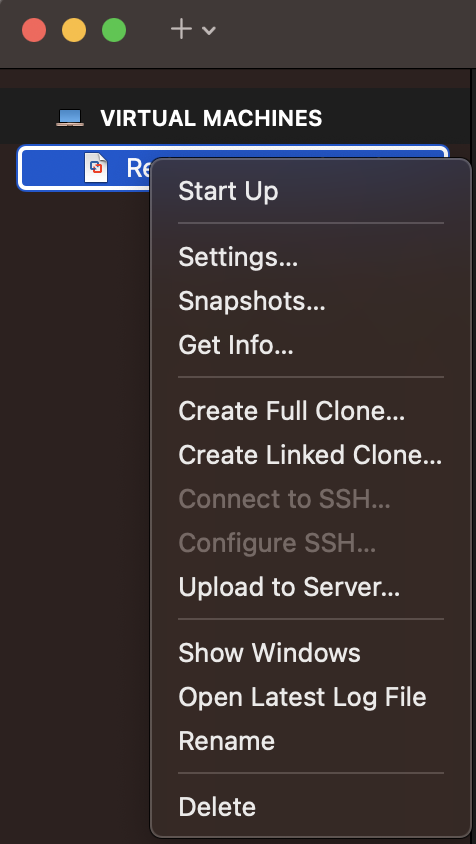 VIRTUAL MACHINES
Start Up
Settings...
Snapshots...
Get Info...
Create Full Clone...
Create Linked Clone...
Connect to SSH...
Configure SSH...
Upload to Server...
Show Windows
Open Latest Log File
Rename
Delete